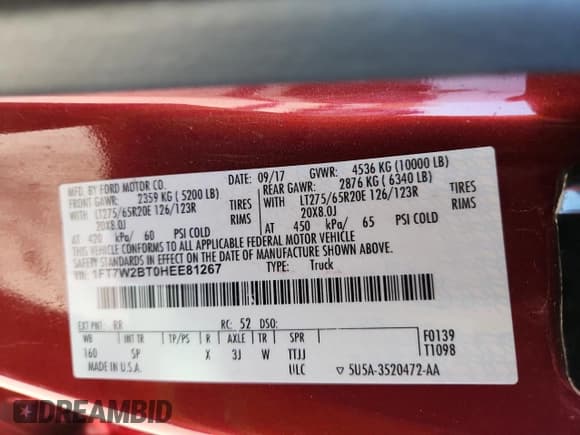 MFD. BY FORD MOTOR CO.
DATE: 09/17 GVWR: 4536 KG (10000 LB)
FRONT GAWR: 2359 KG (5200 LB) REAR GAWR: 2876 KG (6340 LB)
WITH LT275/65R20E 126/123R TIRES WITH LT275/65R20E 126/123R TIRES
20X8.0J RIMS 20X8.0J RIMS
AT 420 kPa/ 60 PSI COLD AT 450 kPa/ 65 PSI COLD
THIS VEHICLE CONFORMS TO ALL APPLICABLE FEDERAL MOTOR VEHICLE
SAFETY STANDARDS IN EFFECT ON THE DATE OF MANUFACTURE SHOWN ABOVE.
VIN: 1FT7W2BT0HEE81267 TYPE: Truck
EXT PNT: RR RC: 52 DSO: F0139
WB INT TR TP/PS R AXLE TR SPR T1098
160 SP X 3J W TTJJ
MADE IN U.S.A. UILC ▽ 5U5A-3520472-AA
DREAMBID